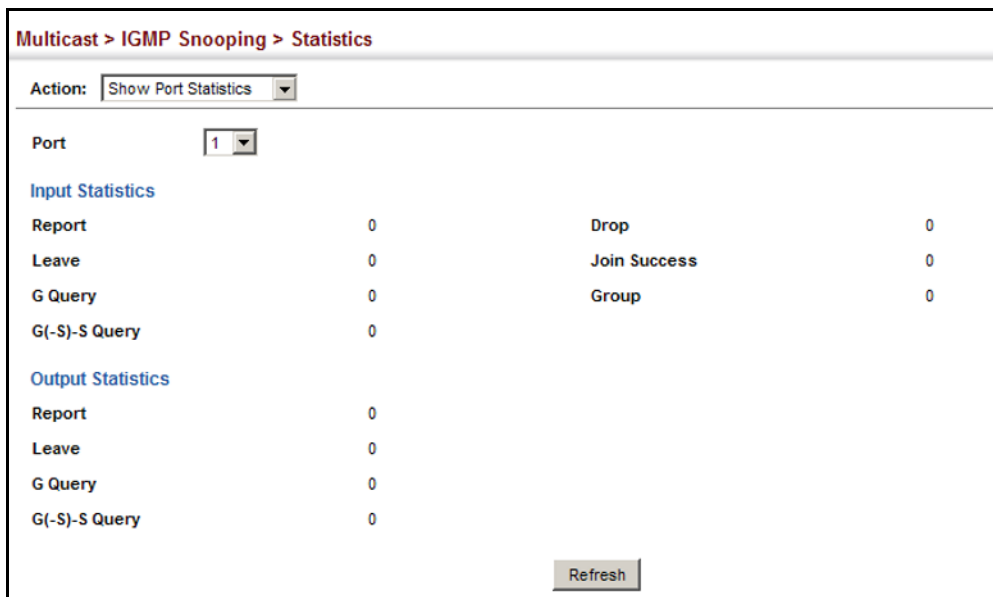 Multicast > IGMP Snooping > Statistics
Action: Show Port Statistics
Port 1
Input Statistics
Report 0 Drop 0
Leave 0 Join Success 0
G Query 0 Group 0
G(-S)-S Query 0
Output Statistics
Report 0
Leave 0
G Query 0
G(-S)-S Query 0
Refresh